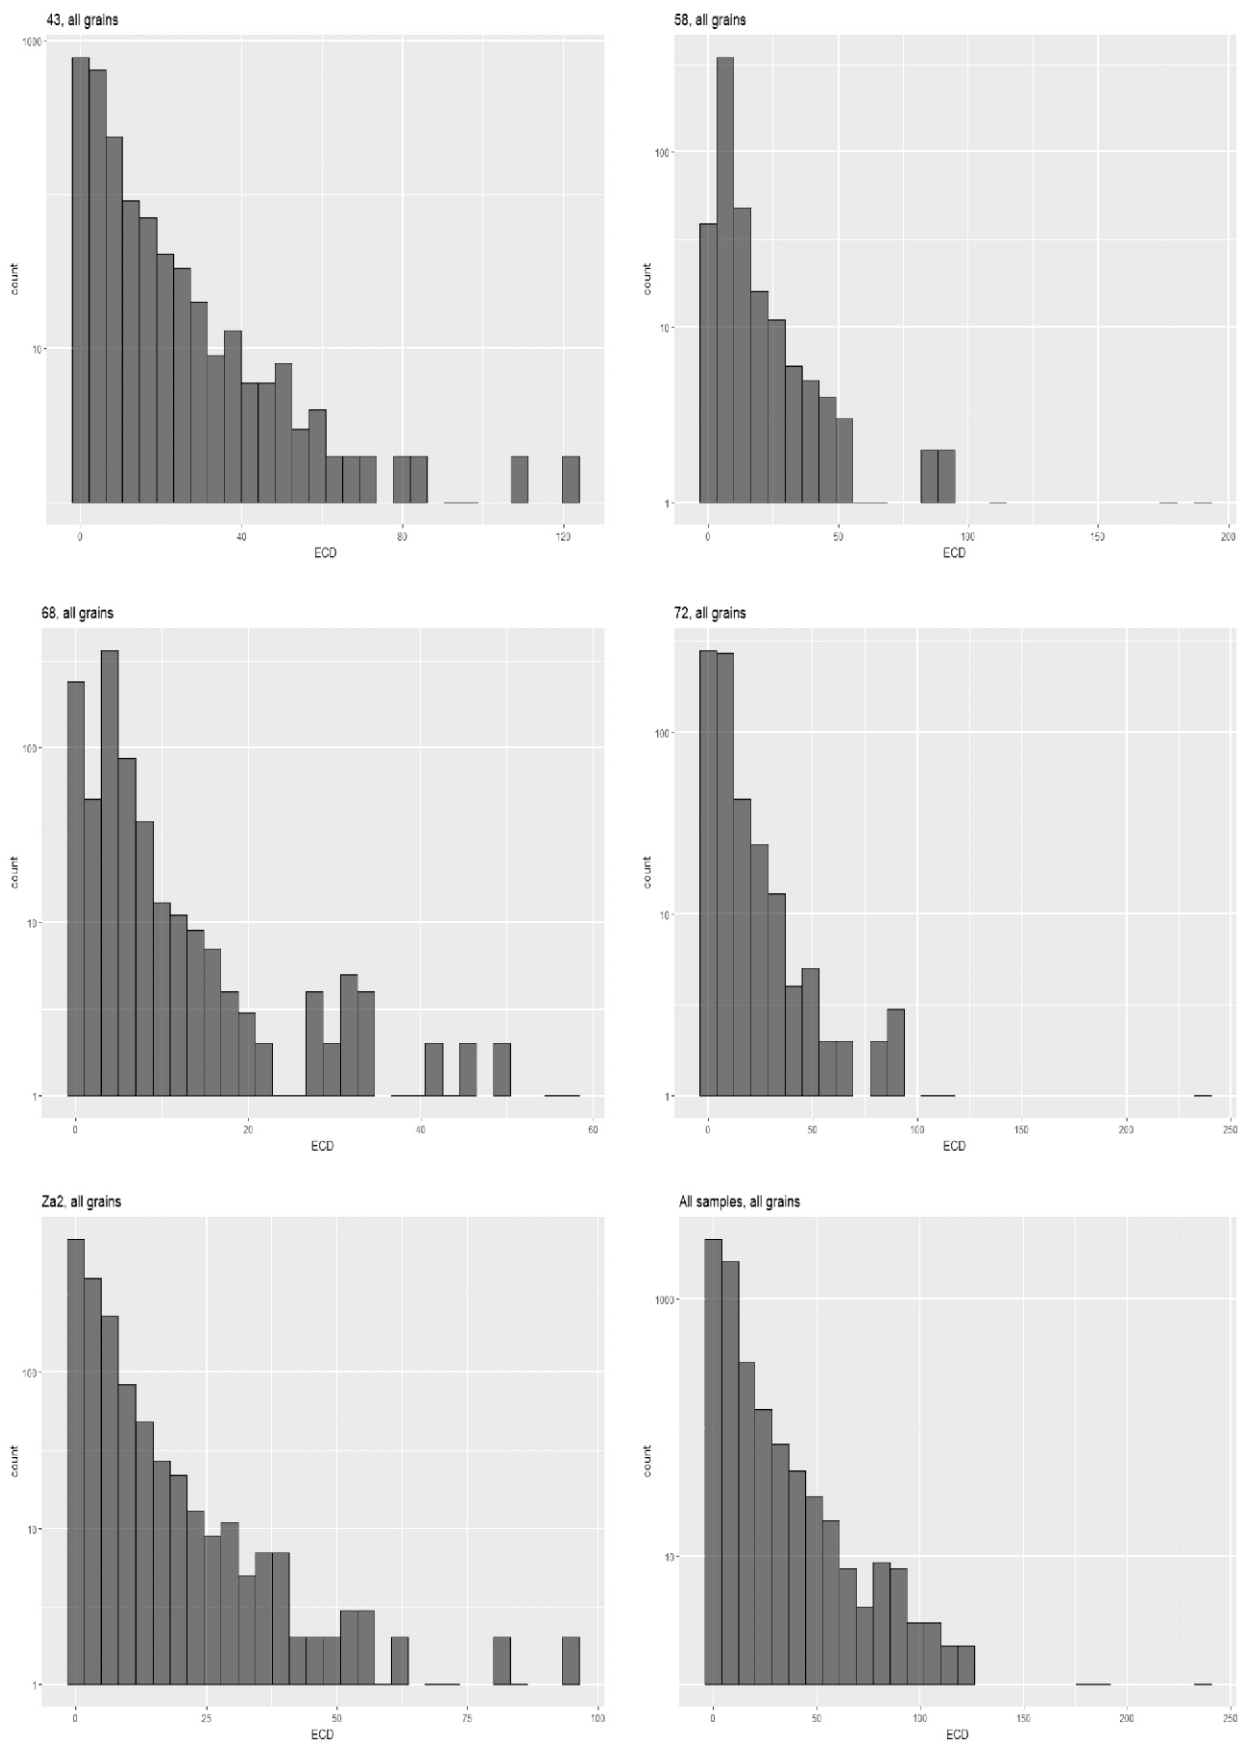 43, all grains
1000
10
count
0 40 80 120
ECD
58, all grains
100
10
1
count
0 50 100 150 200
ECD
68, all grains
100
10
1
count
0 20 40 60
ECD
72, all grains
100
10
1
count
0 50 100 150 200 250
ECD
Za2, all grains
100
10
1
count
0 25 50 75 100
ECD
All samples, all grains
1000
10
count
0 50 100 150 200 250
ECD